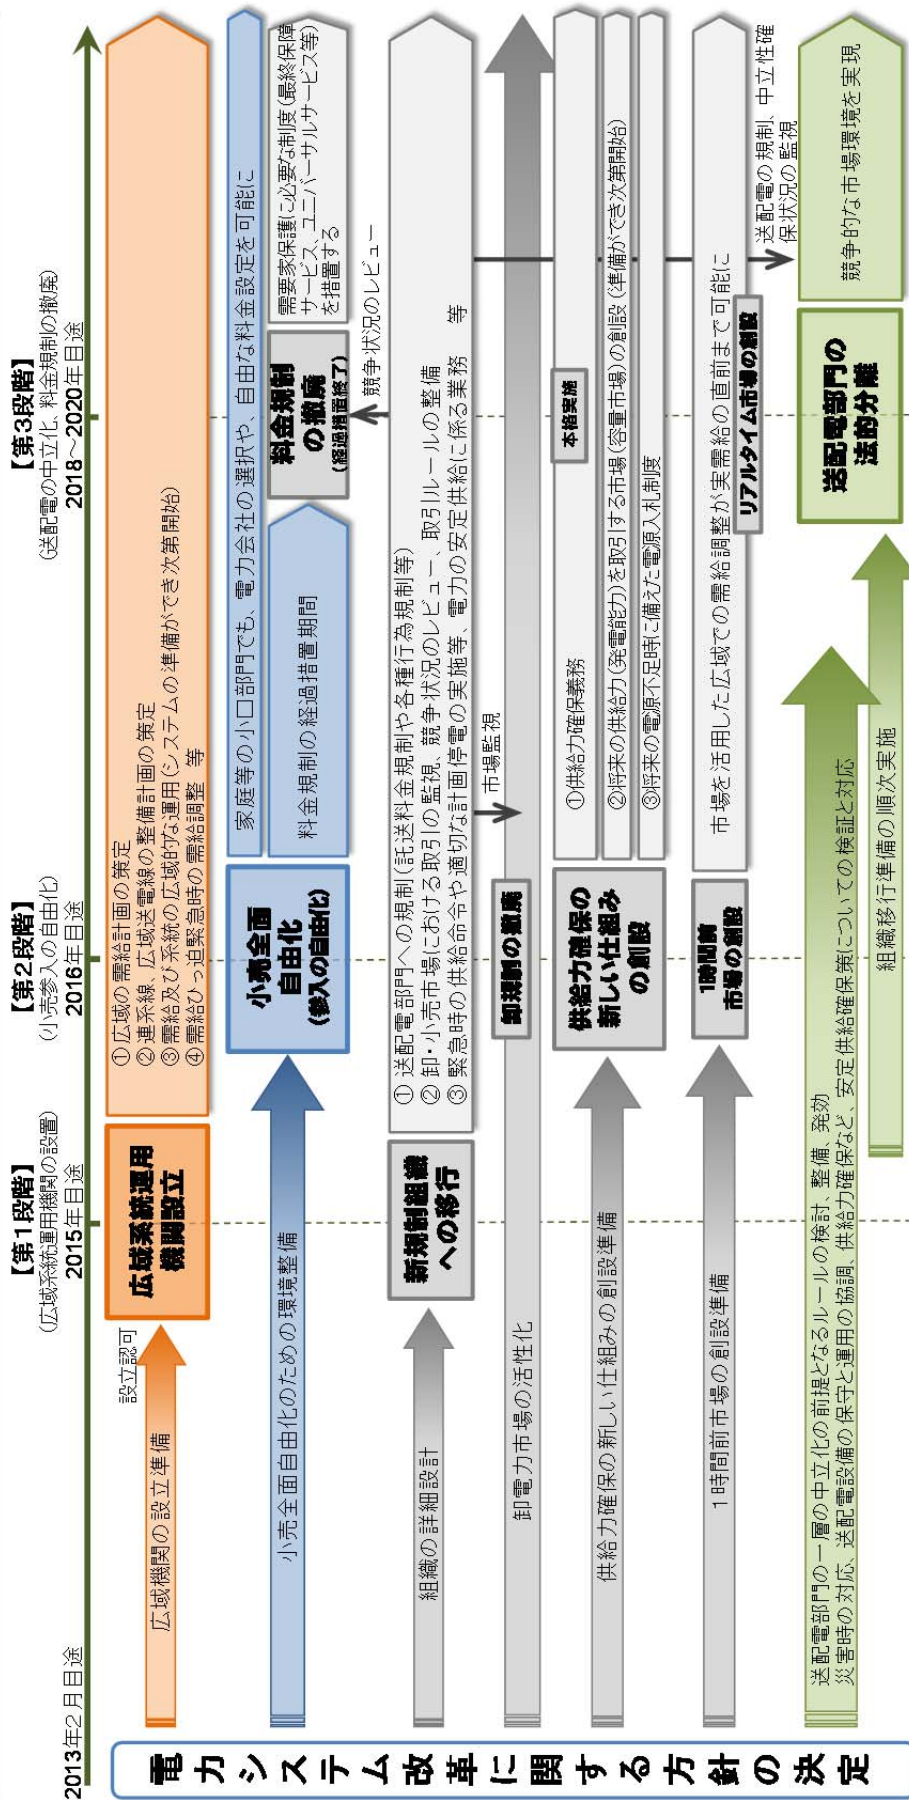 【第1段階】
(広域系統運用機関の設置)
2015年目途
【第2段階】
(小売参入の自由化)
2016年目途
【第3段階】
(送配電の中立化、料金規制の撤廃)
2018～2020年目途
2013年2月目途
電力システム改革に関する方針の決定
広域機関の設立準備
設立認可
広域系統運用
機関設立
①広域の需給計画の策定
②連系線、広域送電線の整備計画の策定
③需給及び系統の広域的な運用(システムの準備ができ次第開始)
④需給ひっ迫緊急時の需給調整　等
小売全面自由化のための環境整備
小売全面
自由化
(参入の自由化)
家庭等の小口部門でも、電力会社の選択や、自由な料金設定を可能に
料金規制の経過措置期間
料金規制
の撤廃
(経過措置終了)
需要家保護に必要な制度(最終保障
サービス、ユニバーサルサービス等)
を措置する
競争状況のレビュー
組織の詳細設計
新規制組織
への移行
①送配電部門への規制(託送料金規制や各種行為規制等)
②卸・小売市場における取引の監視、競争状況のレビュー、取引ルールの整備
③緊急時の供給命令や適切な計画停電の実施等、電力の安定供給に係る業務　等
市場監視
卸電力市場の活性化
卸規制の撤廃
供給力確保の新しい仕組みの創設準備
供給力確保の
新しい仕組み
の創設
本格実施
①供給力確保義務
②将来の供給力(発電能力)を取引する市場(容量市場)の創設(準備ができ次第開始)
③将来の電源不足時に備えた電源入札制度
1時間前市場の創設準備
1時間前
市場の創設
市場を活用した広域での需給調整が実需給の直前まで可能に
リアルタイム市場の創設
送配電の規制、中立性確
保状況の監視
送配電部門の一層の中立化の前提となるルールの検討、整備、発効
災害時の対応、送配電設備の保守と運用の協調、供給力確保など、安定供給確保策についての検証と対応
組織移行準備の順次実施
送配電部門の
法的分離
競争的な市場環境を実現